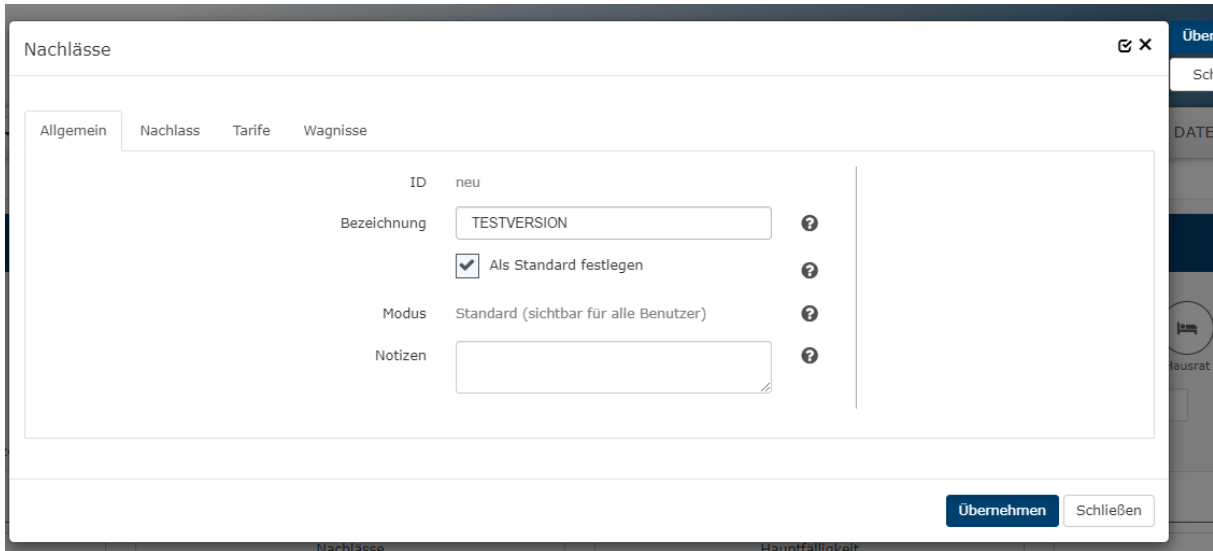 Nachlässe
Allgemein
Nachlass
Tarife
Wagnisse
DATE
ID
neu
Bezeichnung
TESTVERSION
Als Standard festlegen
Modus
Standard (sichtbar für alle Benutzer)
Notizen
Übernehmen
Schließen
Nachlässe
Hauptfälligkeit